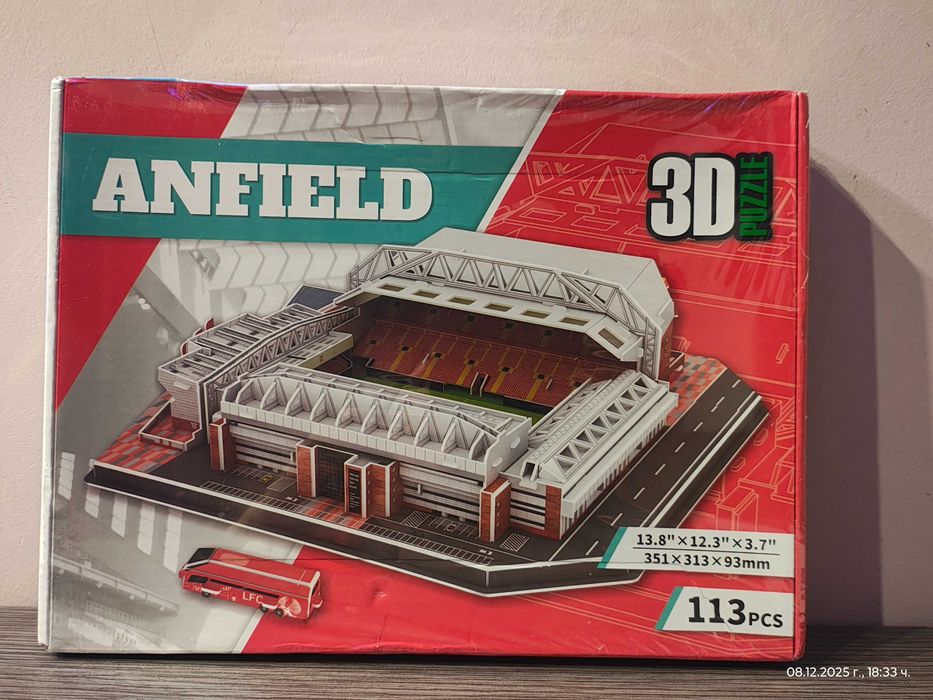 ANFIELD
3D
PUZZLE
13.8"×12.3"×3.7"
351×313×93mm
113PCS
LFC
08.12.2025 г., 18:33 ч.